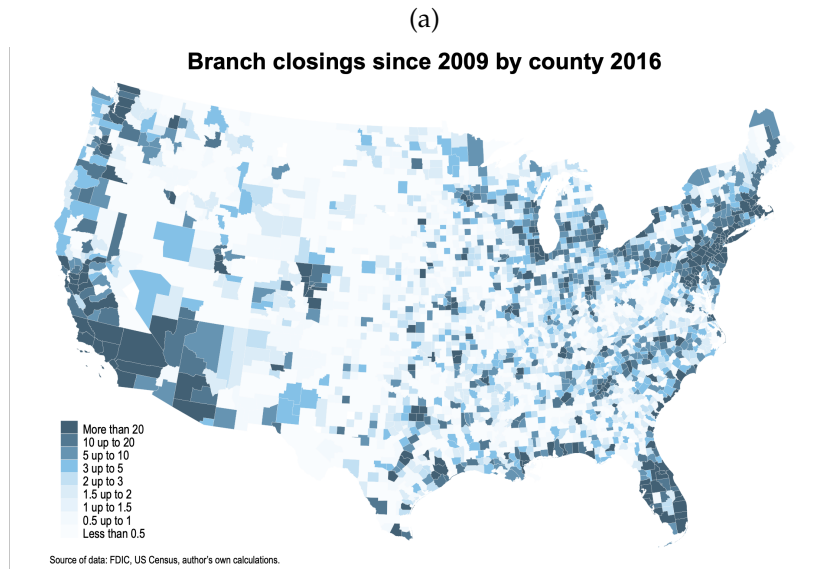 (a)
Branch closings since 2009 by county 2016
More than 20
10 up to 20
5 up to 10
3 up to 5
2 up to 3
1.5 up to 2
1 up to 1.5
0.5 up to 1
Less than 0.5
Source of data: FDIC, US Census, author's own calculations.